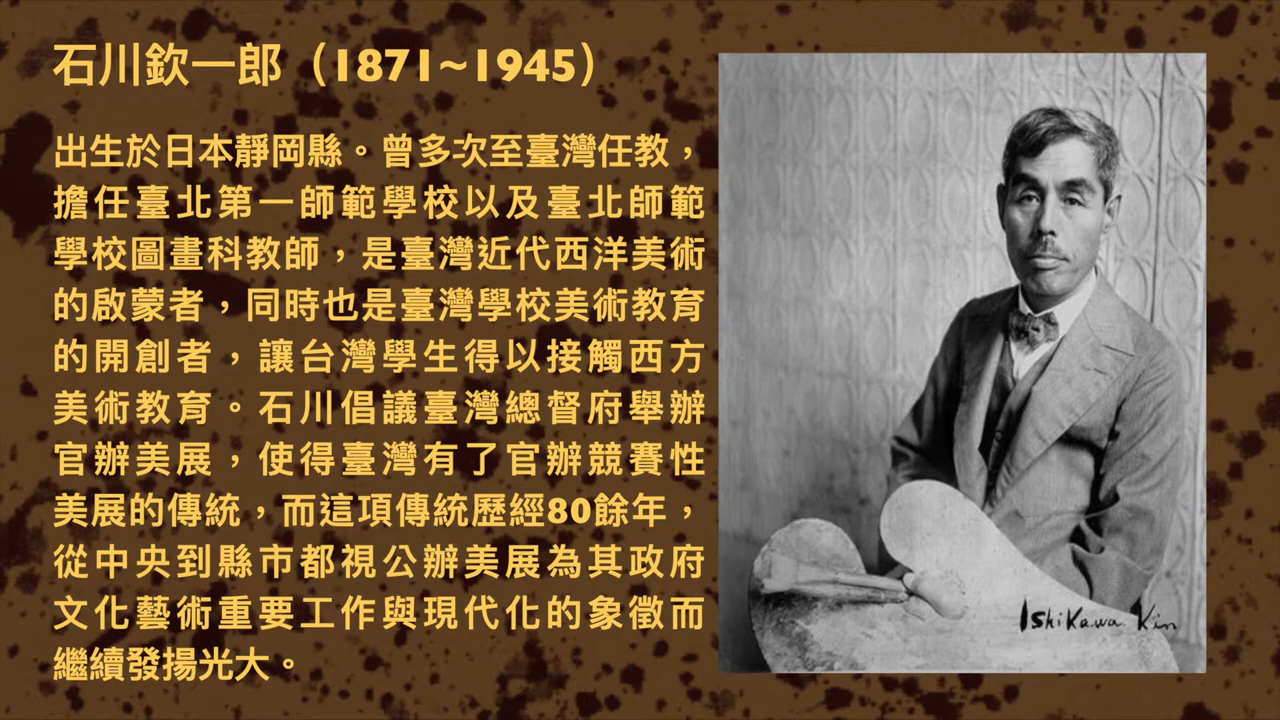 石川欽一郎（1871~1945）
出生於日本靜岡縣。曾多次至臺灣任教，
擔任臺北第一師範學校以及臺北師範
學校圖畫科教師，是臺灣近代西洋美術
的啟蒙者，同時也是臺灣學校美術教育
的開創者，讓台灣學生得以接觸西方
美術教育。石川倡議臺灣總督府舉辦
官辦美展，使得臺灣有了官辦競賽性
美展的傳統，而這項傳統歷經80餘年，
從中央到縣市都視公辦美展為其政府
文化藝術重要工作與現代化的象徵而
繼續發揚光大。
IshiKawa Kin